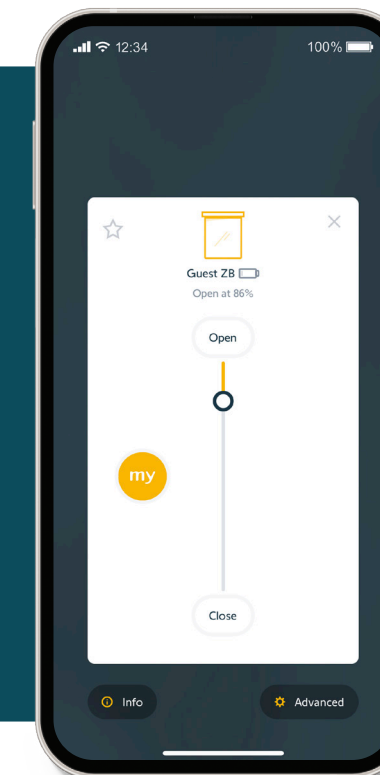 12:34
100%
Guest ZB
Open at 86%
Open
my
Close
Info
Advanced